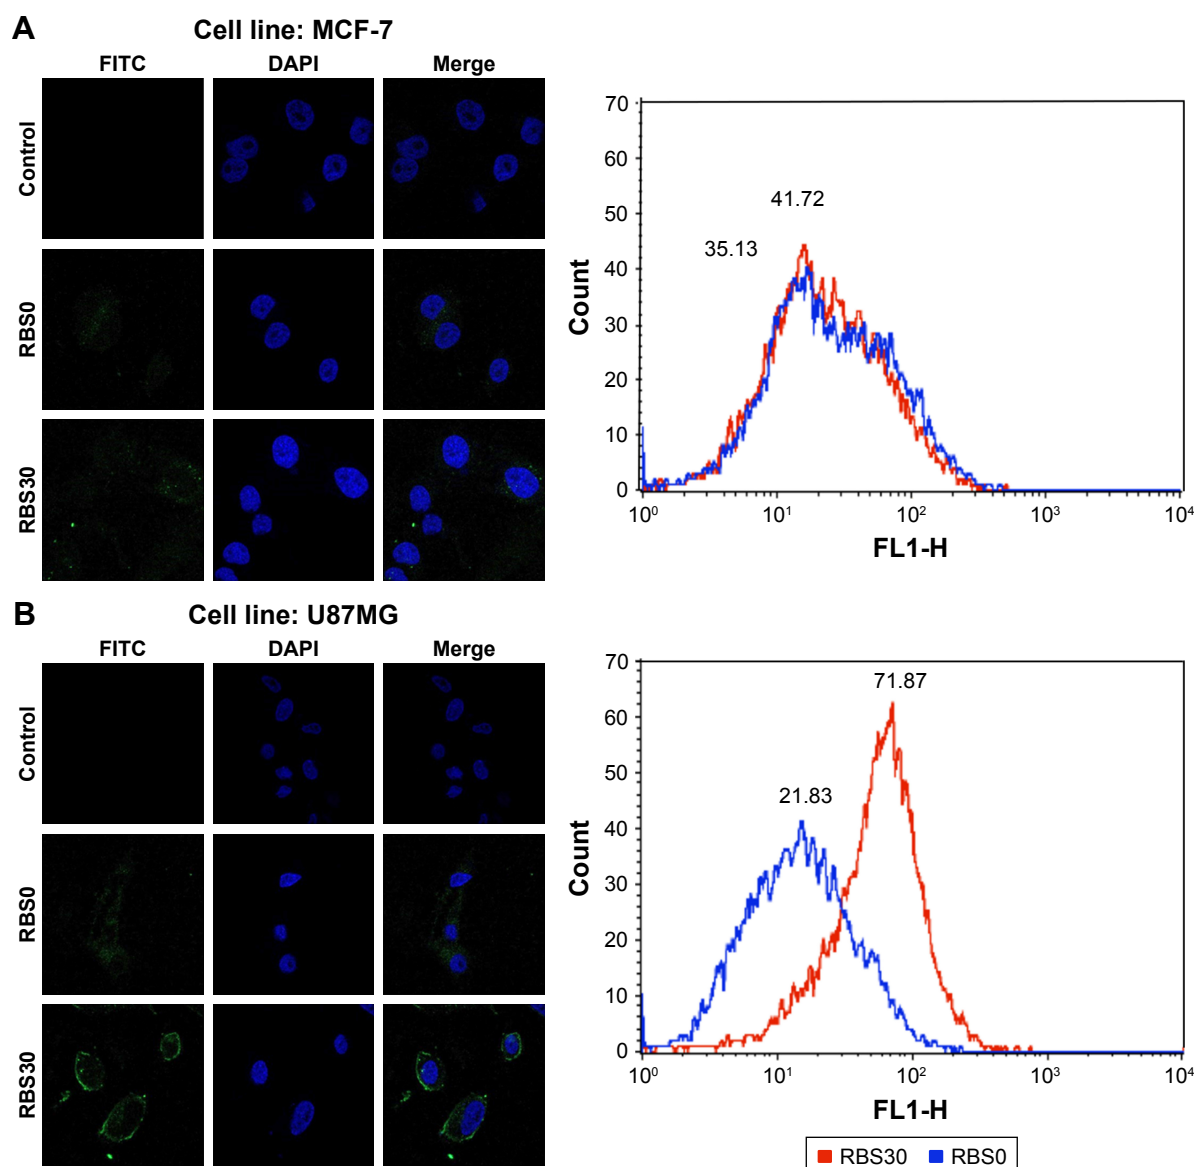 A
Cell line: MCF-7
FITC DAPI Merge
Control
RBS0
RBS30
70
60
50
40
30
20
10
0
Count
41.72
35.13
10⁰ 10¹ 10² 10³ 10⁴
FL1-H
B
Cell line: U87MG
FITC DAPI Merge
Control
RBS0
RBS30
70
60
50
40
30
20
10
0
Count
71.87
21.83
10⁰ 10¹ 10² 10³ 10⁴
FL1-H
RBS30 RBS0